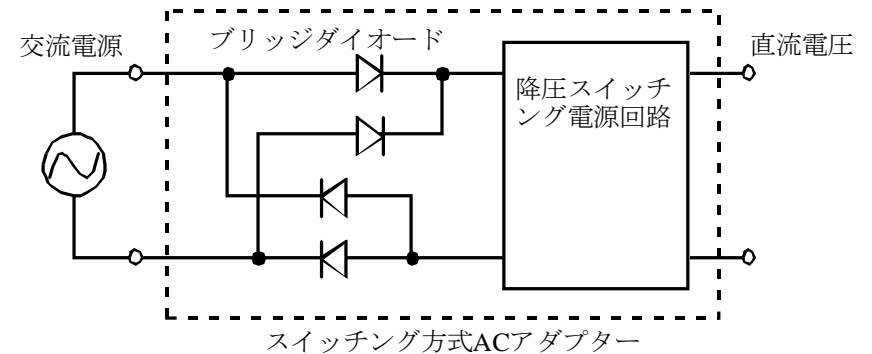 交流電源
ブリッジダイオード
直流電圧
降圧スイッチ
ング電源回路
スイッチング方式ACアダプター